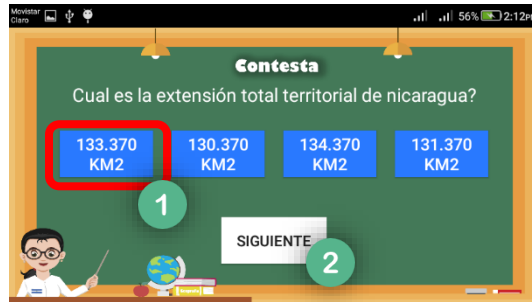 Movistar
Claro
56% 2:12PM
Contesta
Cual es la extensión total territorial de nicaragua?
133.370 KM2
130.370 KM2
134.370 KM2
131.370 KM2
1
SIGUIENTE
2